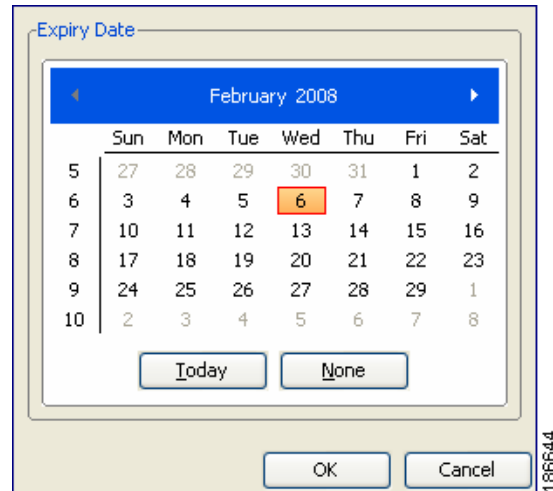 Expiry Date
February 2008
Sun Mon Tue Wed Thu Fri Sat
5 27 28 29 30 31 1 2
6 3 4 5 6 7 8 9
7 10 11 12 13 14 15 16
8 17 18 19 20 21 22 23
9 24 25 26 27 28 29 1
10 2 3 4 5 6 7 8
Today None
OK Cancel
186644